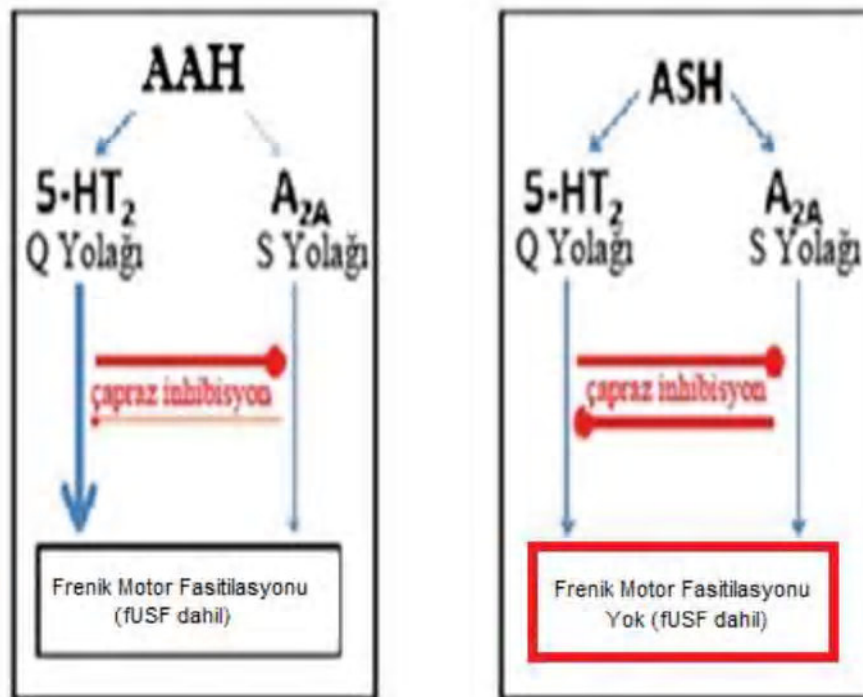 AAH
5-HT2
Q Yolağı
A2A
S Yolağı
çapraz inhibisyon
Frenik Motor Fasitilasyonu
(fUSF dahil)
ASH
5-HT2
Q Yolağı
A2A
S Yolağı
çapraz inhibisyon
Frenik Motor Fasitilasyonu
Yok (fUSF dahil)